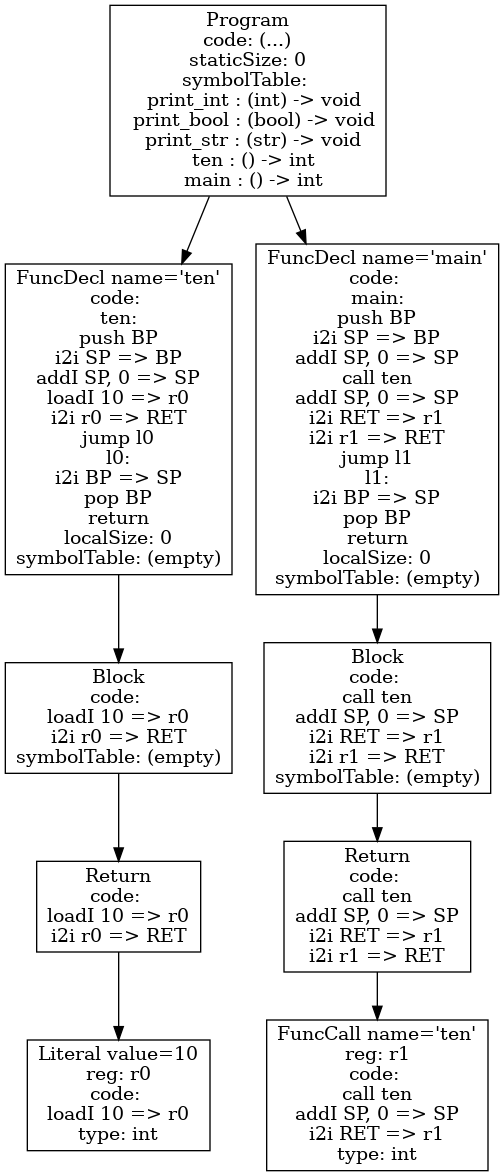 Program
code: (...)
staticSize: 0
symbolTable:
print_int : (int) -> void
print_bool : (bool) -> void
print_str : (str) -> void
ten : () -> int
main : () -> int
FuncDecl name='ten'
code:
ten:
push BP
i2i SP => BP
addI SP, 0 => SP
loadI 10 => r0
i2i r0 => RET
jump l0
l0:
i2i BP => SP
pop BP
return
localSize: 0
symbolTable: (empty)
FuncDecl name='main'
code:
main:
push BP
i2i SP => BP
addI SP, 0 => SP
call ten
addI SP, 0 => SP
i2i RET => r1
i2i r1 => RET
jump l1
l1:
i2i BP => SP
pop BP
return
localSize: 0
symbolTable: (empty)
Block
code:
loadI 10 => r0
i2i r0 => RET
symbolTable: (empty)
Block
code:
call ten
addI SP, 0 => SP
i2i RET => r1
i2i r1 => RET
symbolTable: (empty)
Return
code:
loadI 10 => r0
i2i r0 => RET
Return
code:
call ten
addI SP, 0 => SP
i2i RET => r1
i2i r1 => RET
Literal value=10
reg: r0
code:
loadI 10 => r0
type: int
FuncCall name='ten'
reg: r1
code:
call ten
addI SP, 0 => SP
i2i RET => r1
type: int